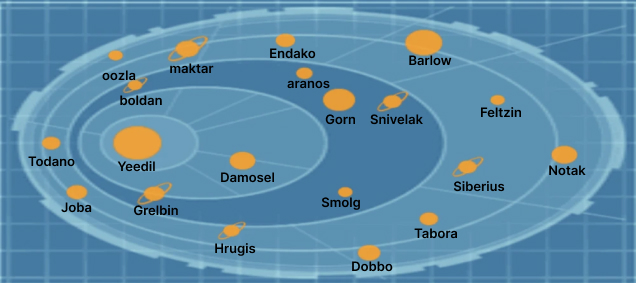 Endako
Barlow
maktar
oozla
aranos
boldan
Gorn
Snivelak
Feltzin
Todano
Yeedil
Damosel
Siberius
Notak
Joba
Grelbin
Smolg
Tabora
Hrugis
Dobbo